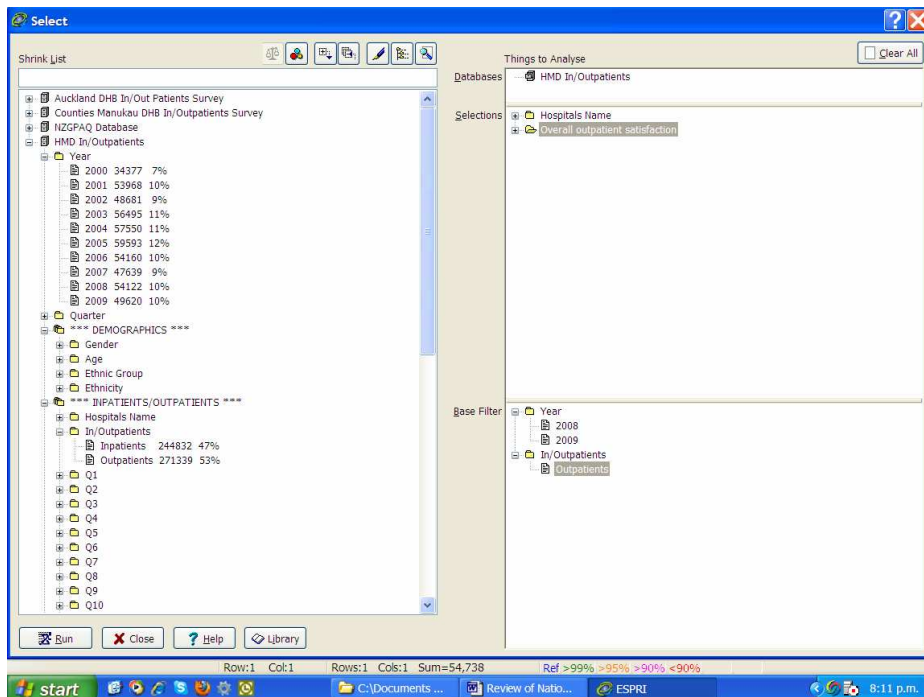 Select
Shrink List
Things to Analyse
Clear All
Databases
HMD In/Outpatients
Selections
Hospitals Name
Overall outpatient satisfaction
Auckland DHB In/Out Patients Survey
Counties Manukau DHB In/Outpatients Survey
NZGPAQ Database
HMD In/Outpatients
Year
2000 34377 7%
2001 53968 10%
2002 48681 9%
2003 56495 11%
2004 57550 11%
2005 59593 12%
2006 54160 10%
2007 47639 9%
2008 54122 10%
2009 49620 10%
Quarter
*** DEMOGRAPHICS ***
Gender
Age
Ethnic Group
Ethnicity
*** INPATIENTS/OUTPATIENTS ***
Hospitals Name
In/Outpatients
Inpatients 244832 47%
Outpatients 271339 53%
Q1
Q2
Q3
Q4
Q5
Q6
Q7
Q8
Q9
Q10
Base Filter
Year
2008
2009
In/Outpatients
Outpatients
Run
Close
Help
Library
Row:1 Col:1 Rows:1 Cols:1 Sum=54,738 Ref >99% >95% >90% <90%
start
C:\Documents ...
Review of Natio...
ESPRI
8:11 p.m.